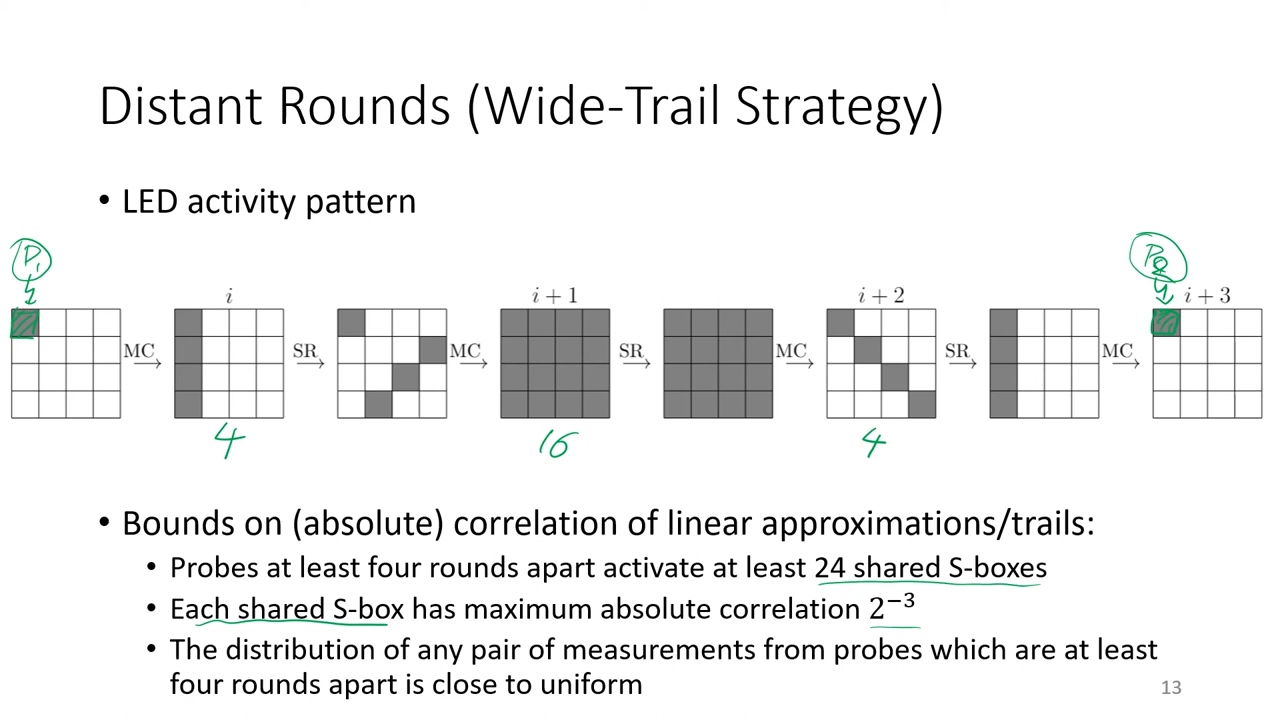 Distant Rounds (Wide-Trail Strategy)
• LED activity pattern
P1 P2
i i + 1 i + 2 i + 3
MC SR MC SR MC SR MC
4 16 4
• Bounds on (absolute) correlation of linear approximations/trails:
• Probes at least four rounds apart activate at least 24 shared S-boxes
• Each shared S-box has maximum absolute correlation 2⁻³
• The distribution of any pair of measurements from probes which are at least
four rounds apart is close to uniform
13